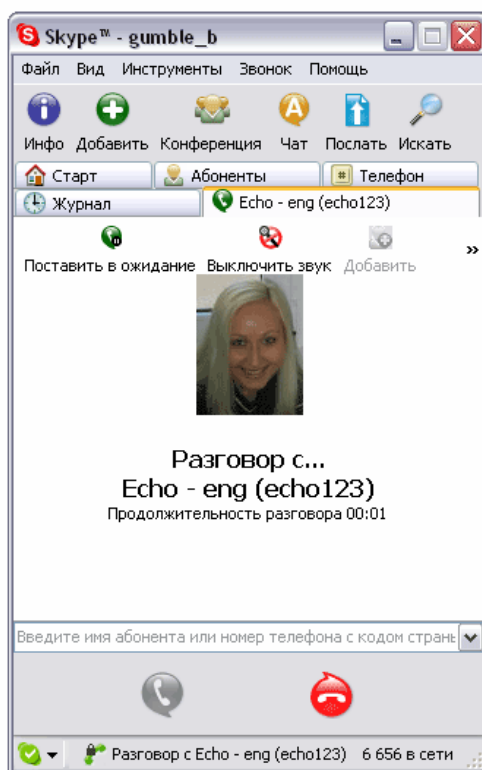 Skype™ - gumble_b
Файл Вид Инструменты Звонок Помощь
Инфо Добавить Конференция Чат Послать Искать
Старт Абоненты Телефон
Журнал Echo - eng (echo123)
Поставить в ожидание Выключить звук Добавить »
Разговор с...
Echo - eng (echo123)
Продолжительность разговора 00:01
Введите имя абонента или номер телефона с кодом страны
Разговор с Echo - eng (echo123) 6 656 в сети